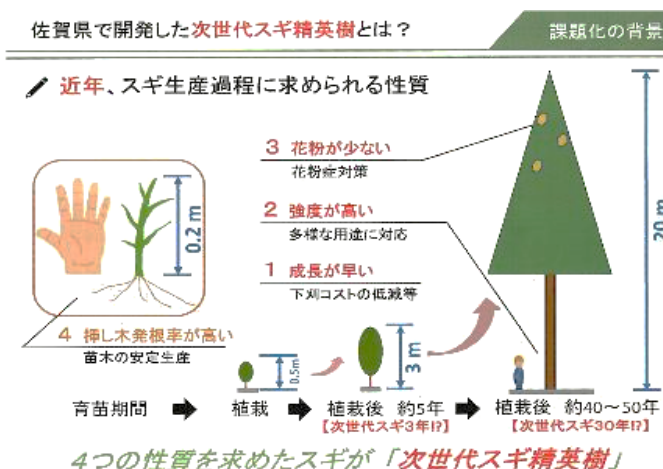 佐賀県で開発した次世代スギ精英樹とは？
課題化の背景
近年、スギ生産過程に求められる性質
3 花粉が少ない
花粉症対策
2 強度が高い
多様な用途に対応
1 成長が早い
下刈コストの低減等
0.2 m
4 挿し木発根率が高い
苗木の安定生産
0.5m
3 m
20 m
育苗期間
植栽
植栽後 約5年
【次世代スギ3年!?】
植栽後 約40～50年
【次世代スギ30年!?】
4つの性質を求めたスギが「次世代スギ精英樹」